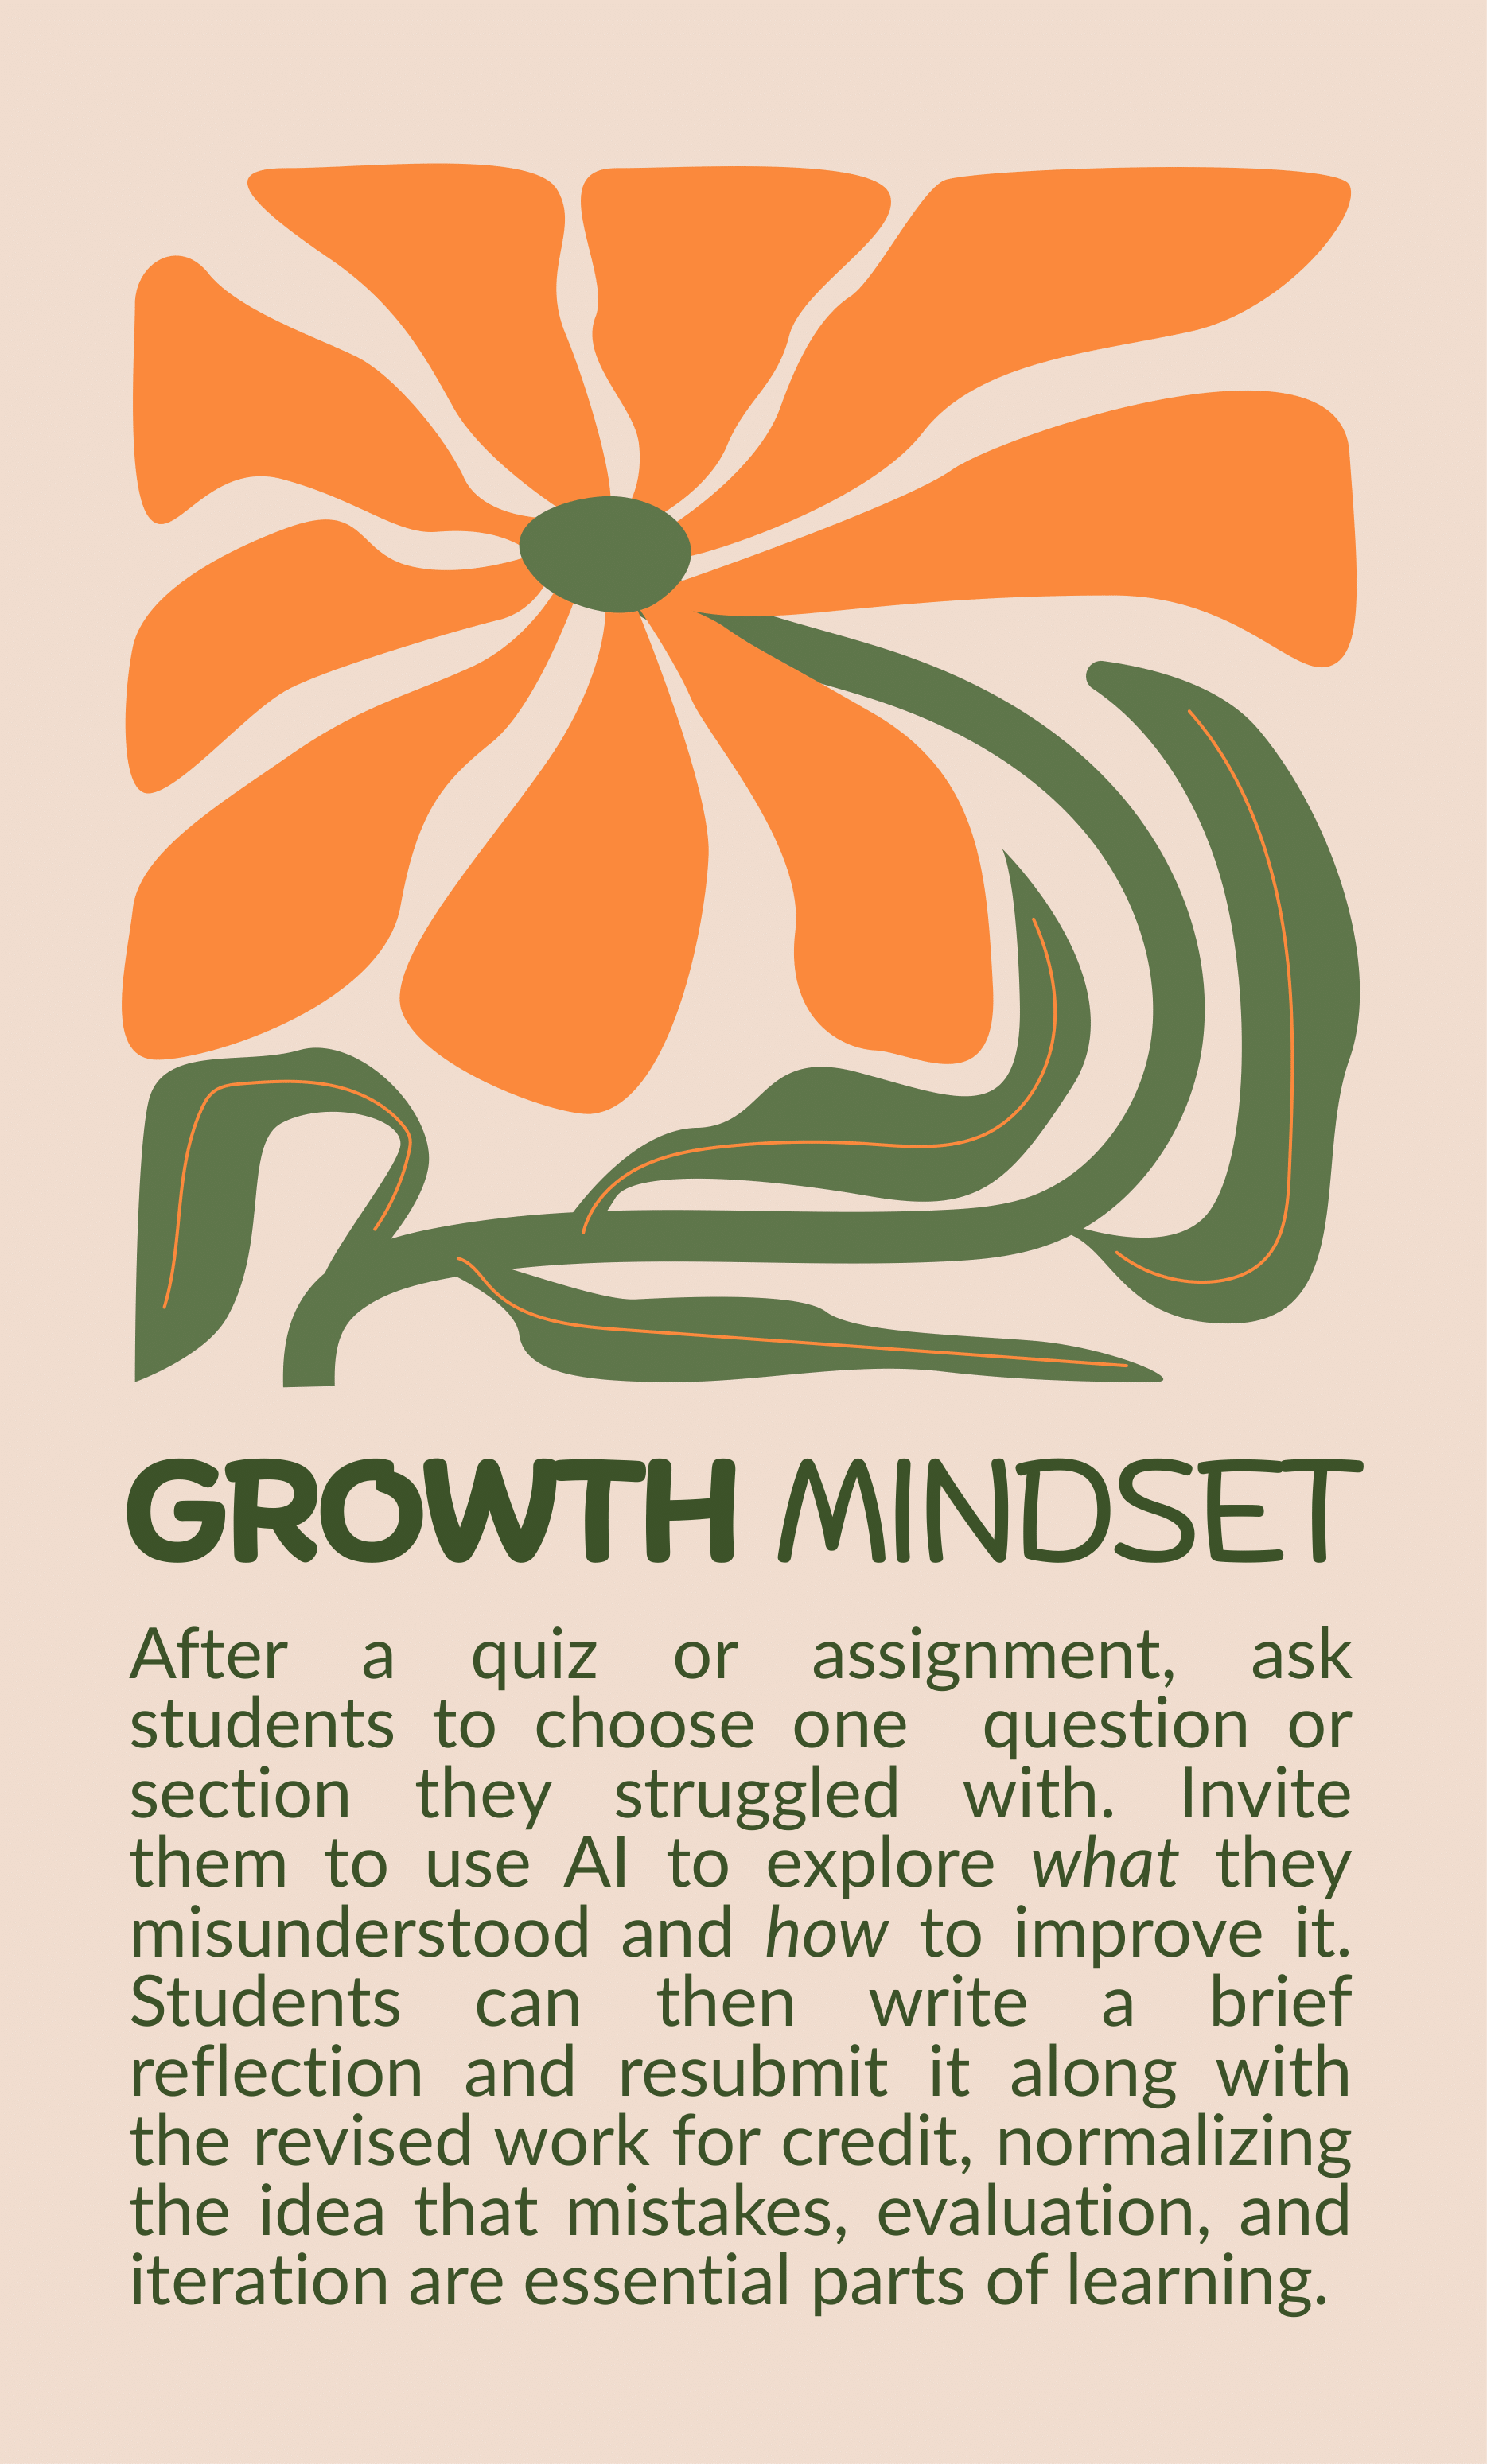 GROWTH MINDSET
After a quiz or assignment, ask
students to choose one question or
section they struggled with. Invite
them to use AI to explore what they
misunderstood and how to improve it.
Students can then write a brief
reflection and resubmit it along with
the revised work for credit, normalizing
the idea that mistakes, evaluation, and
iteration are essential parts of learning.